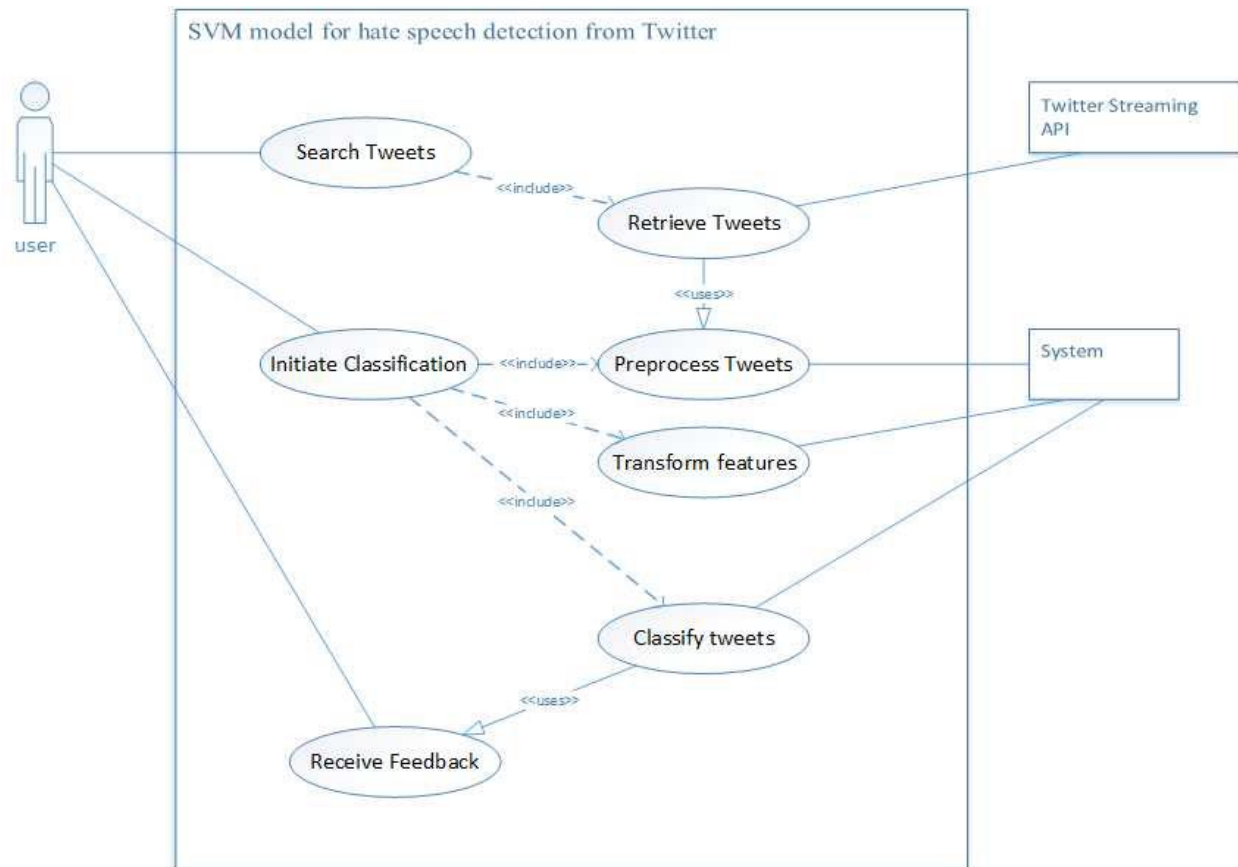 SVM model for hate speech detection from Twitter
Twitter Streaming
API
Search Tweets
<<include>>
Retrieve Tweets
user
<<uses>>
Initiate Classification
<<include>>
Preprocess Tweets
System
<<include>>
Transform features
<<include>>
Classify tweets
<<uses>>
Receive Feedback